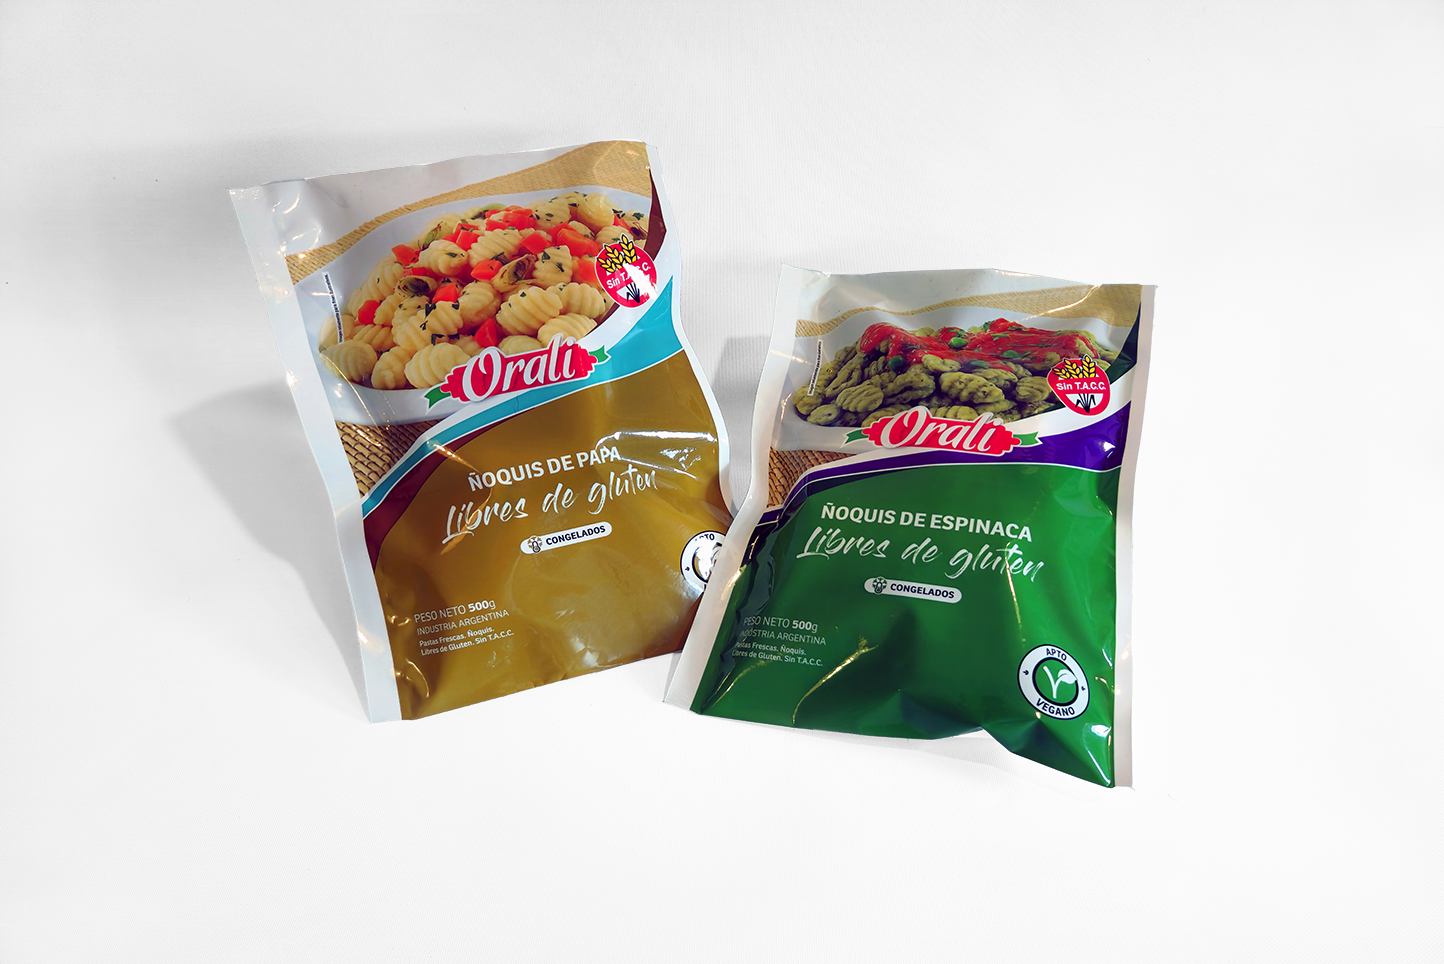 Sin T.A.C.C.
Orali
ÑOQUIS DE PAPA
Libres de gluten
CONGELADOS
APTO
PESO NETO 500g
INDUSTRIA ARGENTINA
Pastas Frescas. Ñoquis.
Libres de Gluten. Sin T.A.C.C.
Sin T.A.C.C.
Orali
ÑOQUIS DE ESPINACA
Libres de gluten
CONGELADOS
PESO NETO 500g
INDUSTRIA ARGENTINA
Pastas Frescas. Ñoquis.
Libres de Gluten. Sin T.A.C.C.
APTO
VEGANO